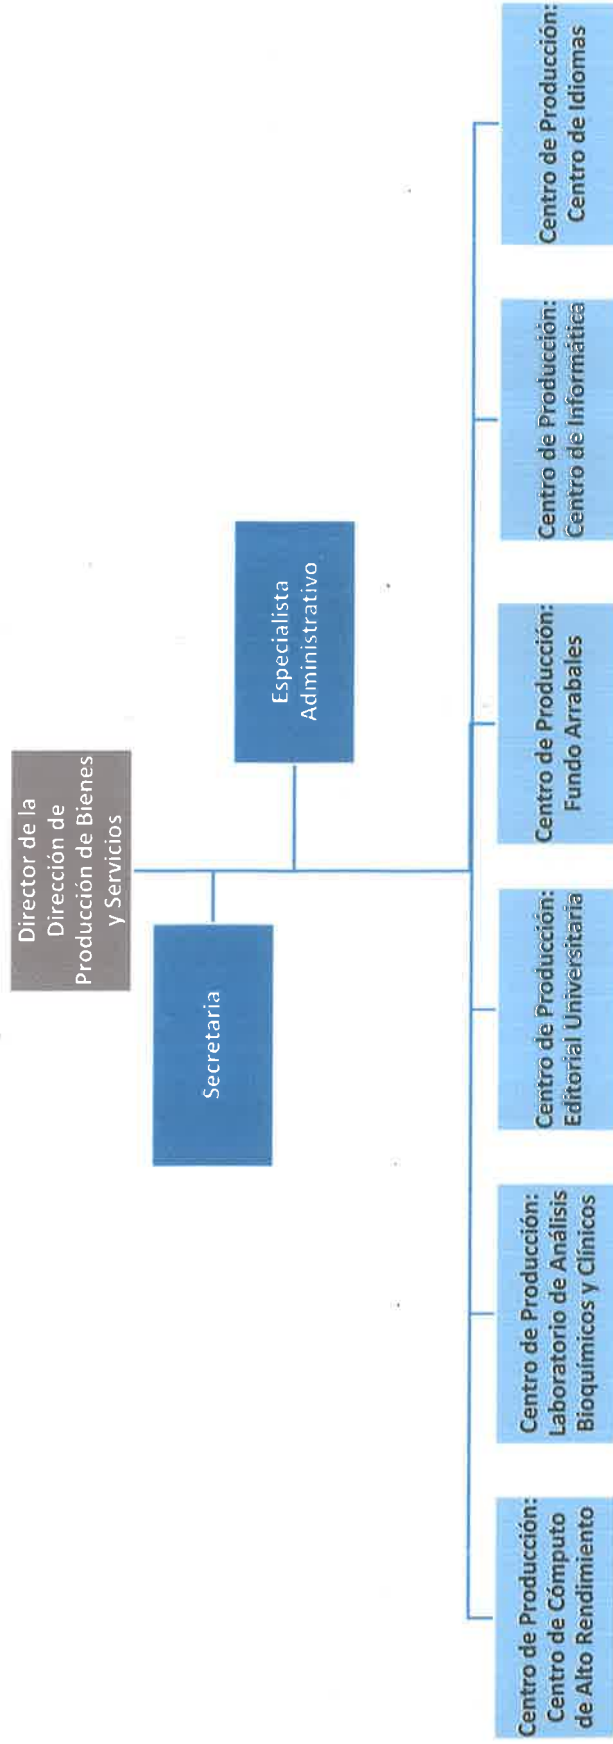 Director de la
Dirección de
Producción de Bienes
y Servicios
Secretaria
Especialista
Administrativo
Centro de Producción:
Centro de Cómputo
de Alto Rendimiento
Centro de Producción:
Laboratorio de Análisis
Bioquímicos y Clínicos
Centro de Producción:
Editorial Universitaria
Centro de Producción:
Fundo Arrabales
Centro de Producción:
Centro de Informática
Centro de Producción:
Centro de Idiomas